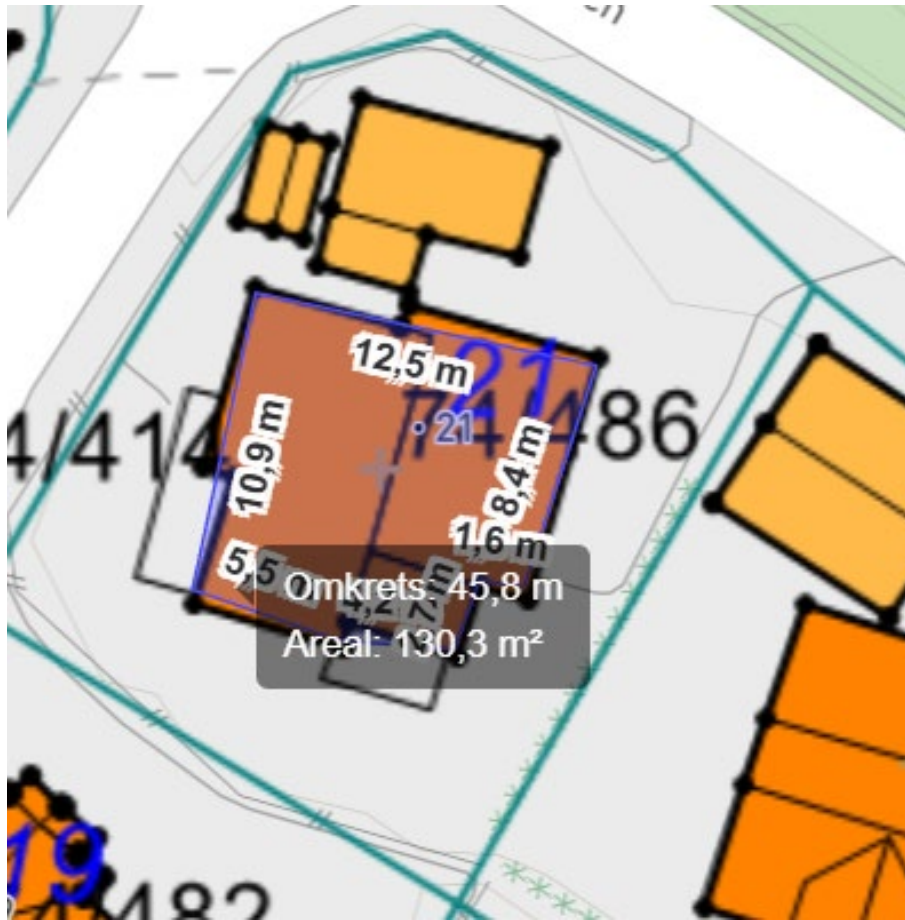 12,5 m
21
74/486
• 21
4/414
10,9 m
8,4 m
1,6 m
5,5 m
Omkrets: 45,8 m
Areal: 130,3 m²
19
482